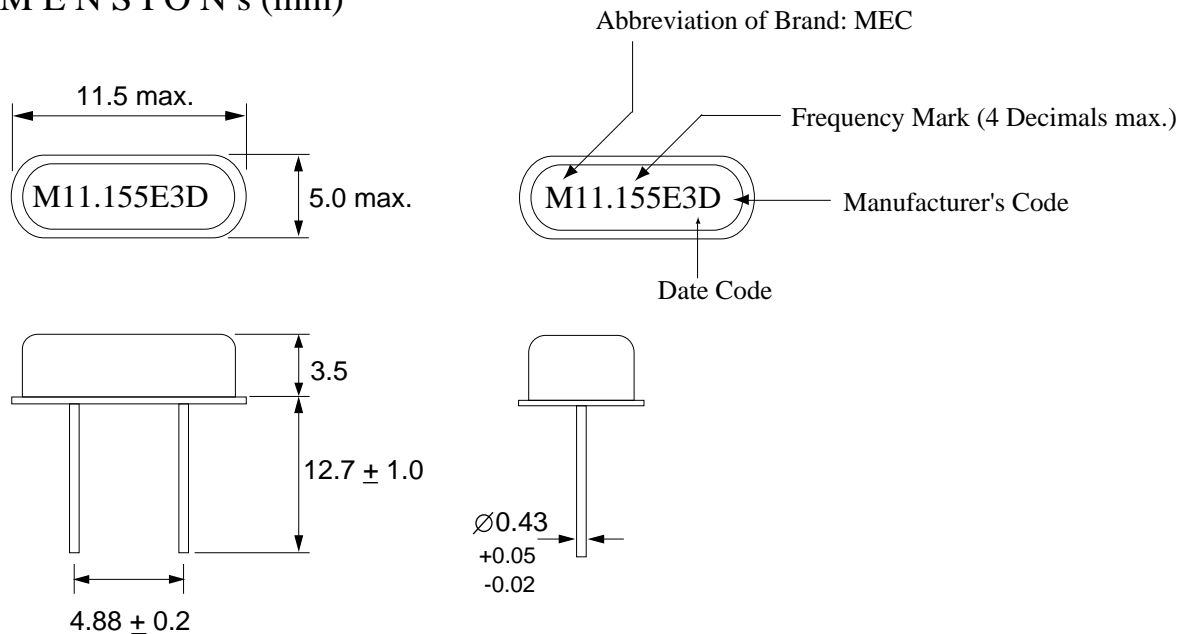 M E N S I O N s (mm)
Abbreviation of Brand: MEC
11.5 max.
Frequency Mark (4 Decimals max.)
M11.155E3D
5.0 max.
M11.155E3D
Manufacturer's Code
Date Code
3.5
12.7 ± 1.0
∅0.43
+0.05
-0.02
4.88 ± 0.2